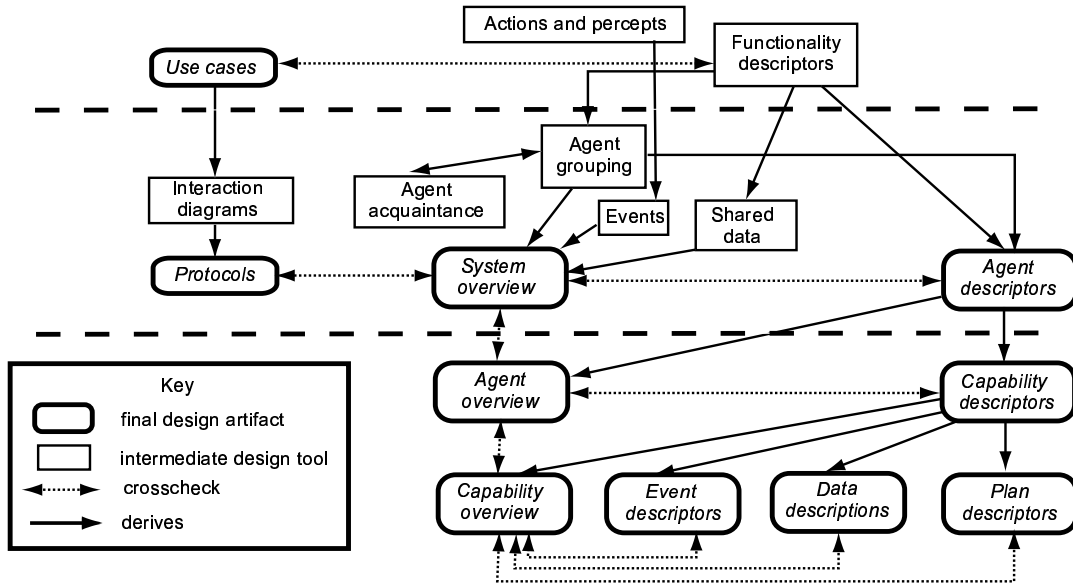 Actions and percepts
Functionality
descriptors
Use cases
Agent
grouping
Interaction
diagrams
Agent
acquaintance
Events
Shared
data
Protocols
System
overview
Agent
descriptors
Key
final design artifact
intermediate design tool
crosscheck
derives
Agent
overview
Capability
descriptors
Capability
overview
Event
descriptors
Data
descriptions
Plan
descriptors